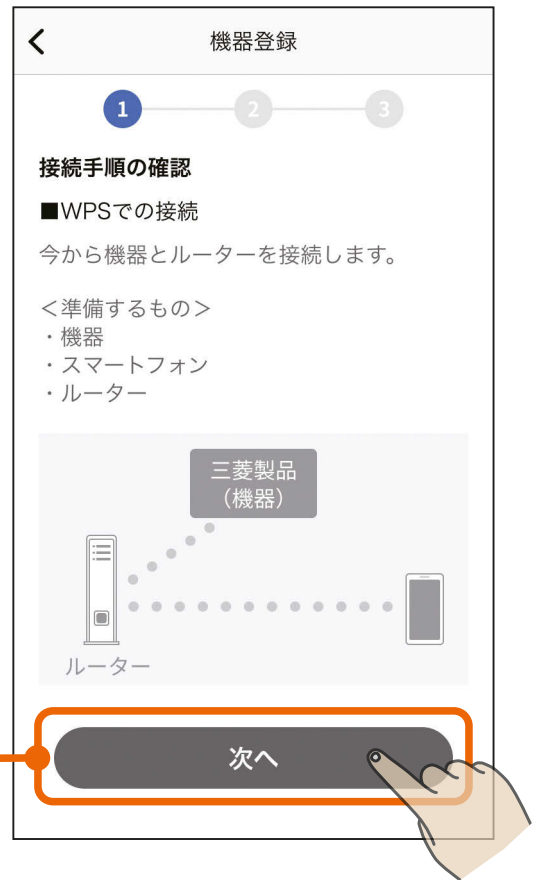 機器登録
1 2 3
接続手順の確認
■WPSでの接続
今から機器とルーターを接続します。
＜準備するもの＞
・機器
・スマートフォン
・ルーター
三菱製品
（機器）
ルーター
次へ